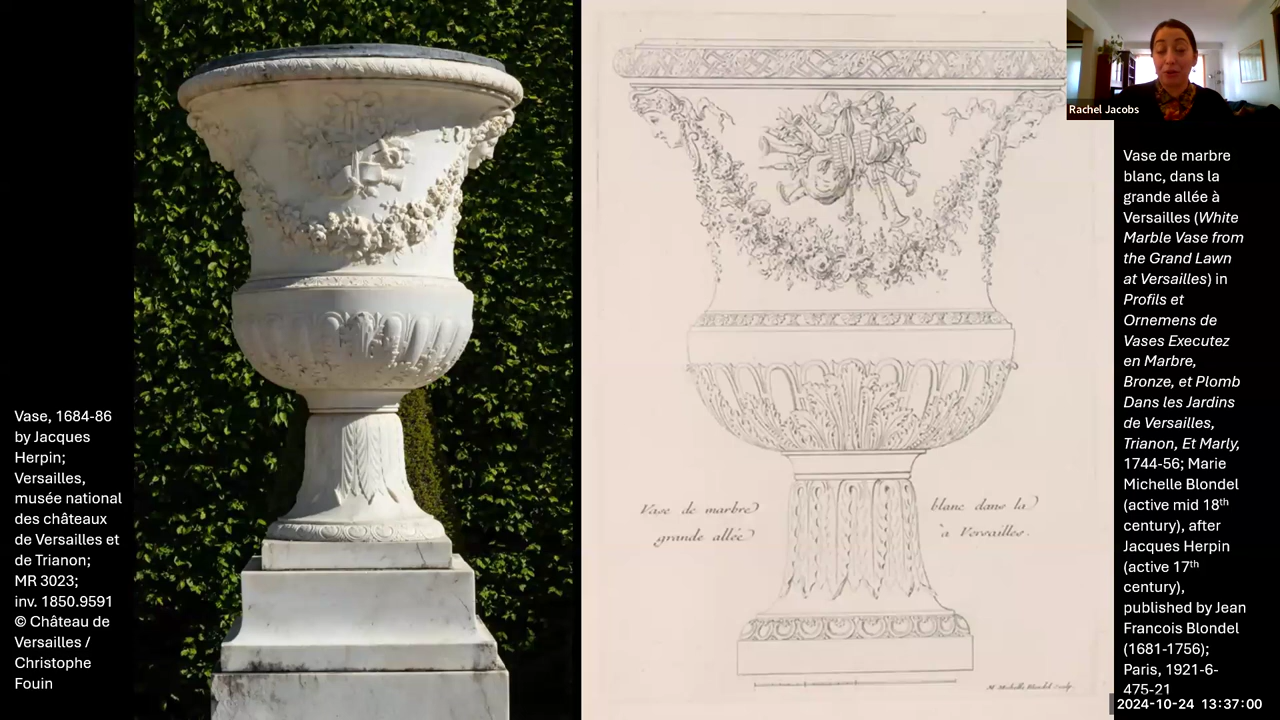 Rachel Jacobs
Vase, 1684-86
by Jacques
Herpin;
Versailles,
musée national
des châteaux
de Versailles et
de Trianon;
MR 3023;
inv. 1850.9591
© Château de
Versailles /
Christophe
Fouin
Vase de marbre
grande allée
blanc dans la
à Versailles.
M. Michelle Blondel Sculp.
Vase de marbre
blanc, dans la
grande allée à
Versailles (White
Marble Vase from
the Grand Lawn
at Versailles) in
Profils et
Ornemens de
Vases Executez
en Marbre,
Bronze, et Plomb
Dans les Jardins
de Versailles,
Trianon, Et Marly,
1744-56; Marie
Michelle Blondel
(active mid 18th
century), after
Jacques Herpin
(active 17th
century),
published by Jean
Francois Blondel
(1681-1756);
Paris, 1921-6-
475-21
2024-10-24 13:37:00